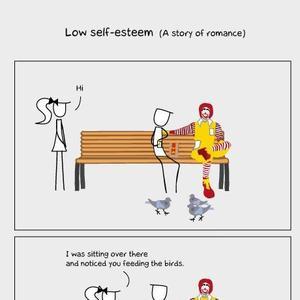 Low self-esteem (A story of romance)
Hi
I was sitting over there
and noticed you feeding the birds.